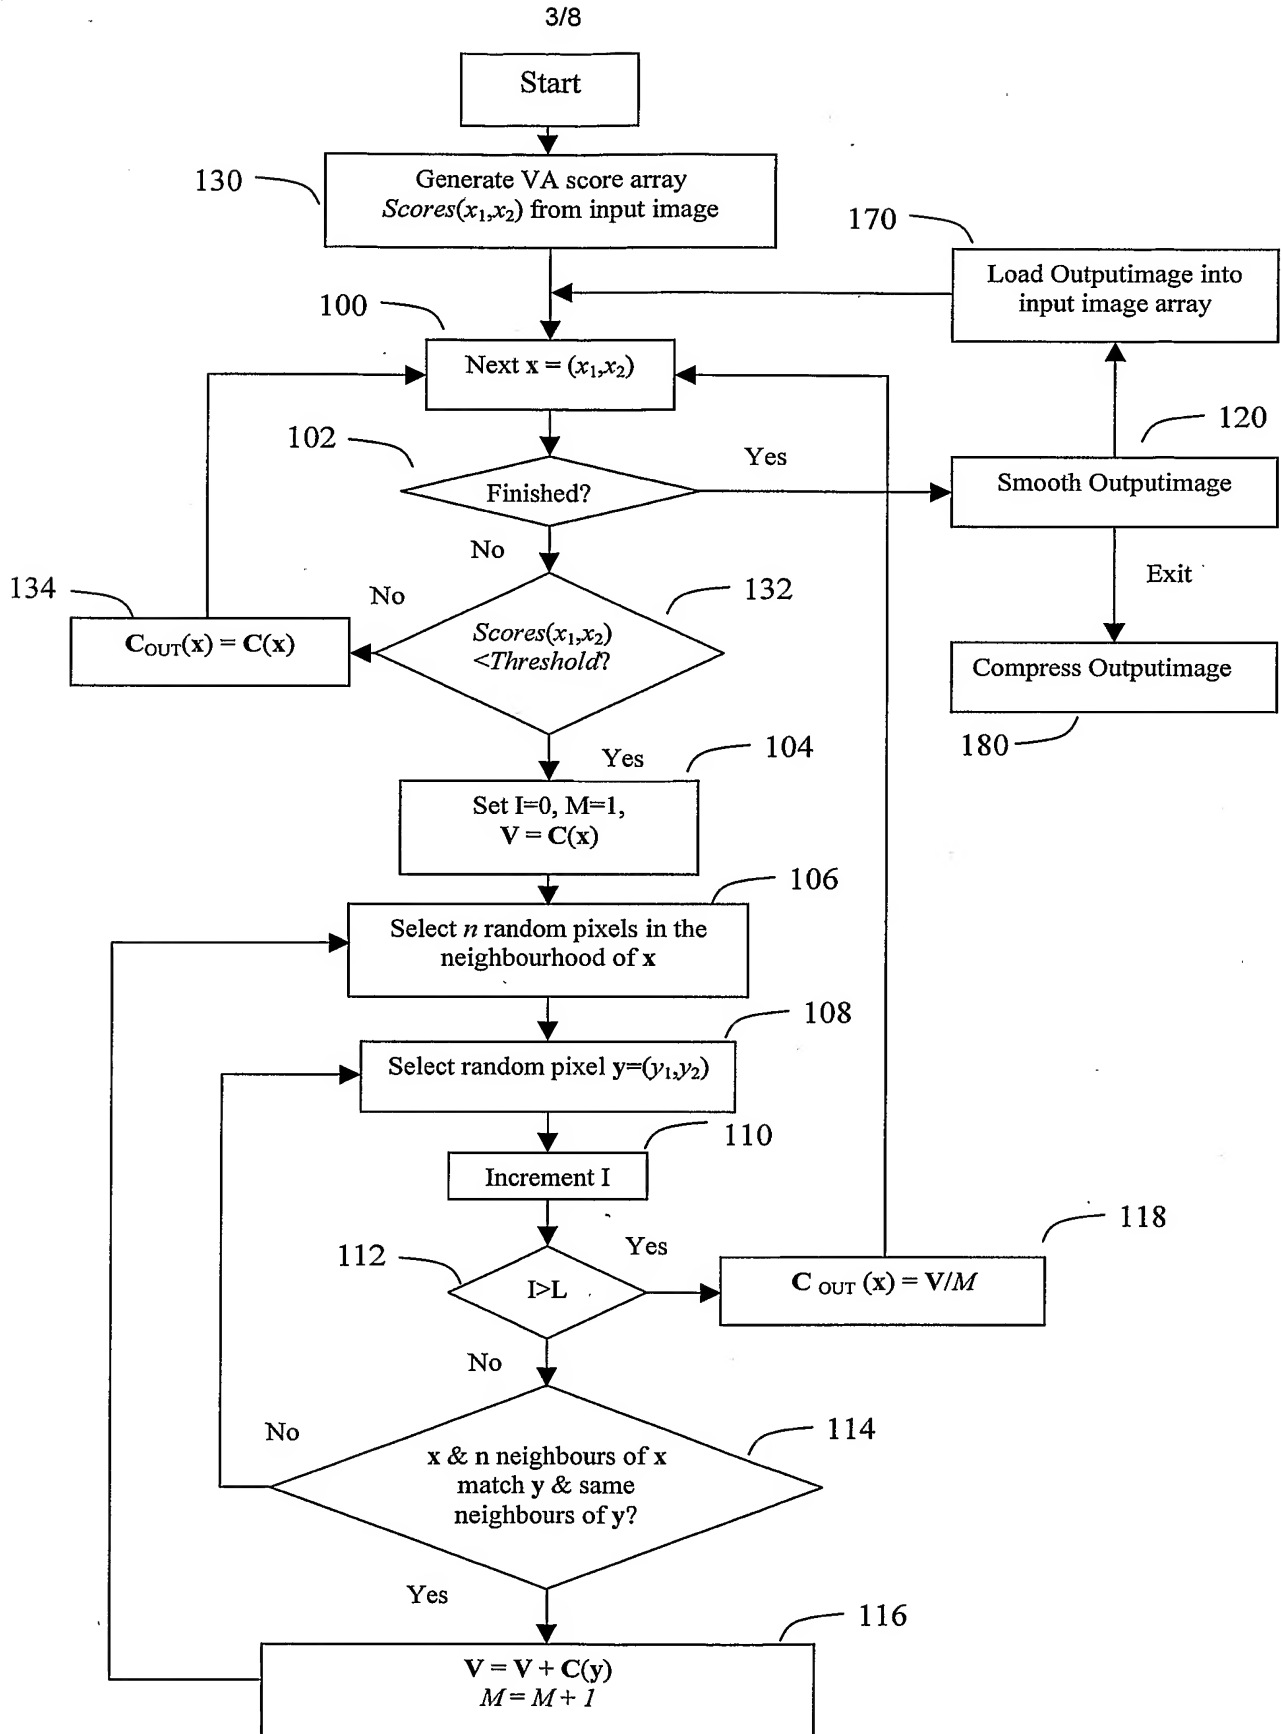 3/8
Start
130
Generate VA score array
Scores(x₁,x₂) from input image
170
Load Outputimage into
input image array
100
Next x = (x₁,x₂)
102
Finished?
Yes
120
Smooth Outputimage
No
Exit
134
C_OUT(x) = C(x)
No
132
Scores(x₁,x₂)
<Threshold?
Compress Outputimage
180
Yes
104
Set I=0, M=1,
V = C(x)
106
Select n random pixels in the
neighbourhood of x
108
Select random pixel y=(y₁,y₂)
110
Increment I
112
I>L
Yes
118
C OUT (x) = V/M
No
No
114
x & n neighbours of x
match y & same
neighbours of y?
Yes
116
V = V + C(y)
M = M + 1